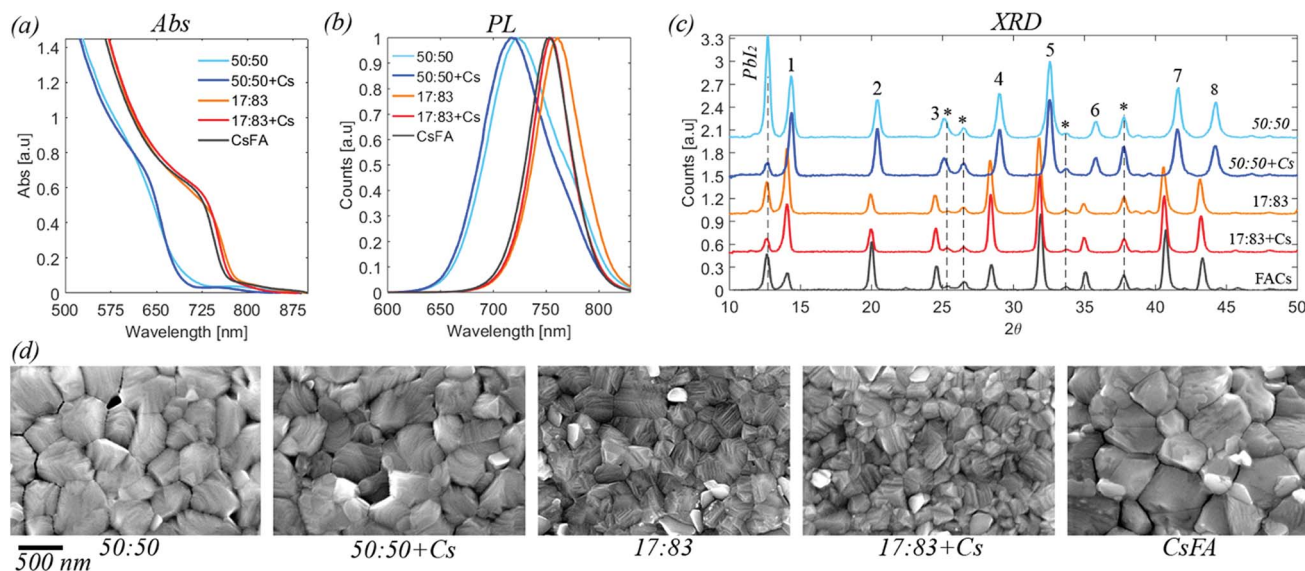 (a) Abs
Abs [a.u]
1.4
1.2
1
0.8
0.6
0.4
0.2
0
50:50
50:50+Cs
17:83
17:83+Cs
CsFA
500 575 650 725 800 875
Wavelength [nm]
(b) PL
Counts [a.u]
1
0.9
0.8
0.7
0.6
0.5
0.4
0.3
0.2
0.1
0
50:50
50:50+Cs
17:83
17:83+Cs
CsFA
600 650 700 750 800
Wavelength [nm]
(c) XRD
Counts [a.u]
3.3
3
2.7
2.4
2.1
1.8
1.5
1.2
0.9
0.6
0.3
0
PbI2
1 2 3 * * 4 5 * 6 * 7 8
50:50
50:50+Cs
17:83
17:83+Cs
FACs
10 15 20 25 30 35 40 45 50
2θ
(d)
500 nm
50:50 50:50+Cs 17:83 17:83+Cs CsFA